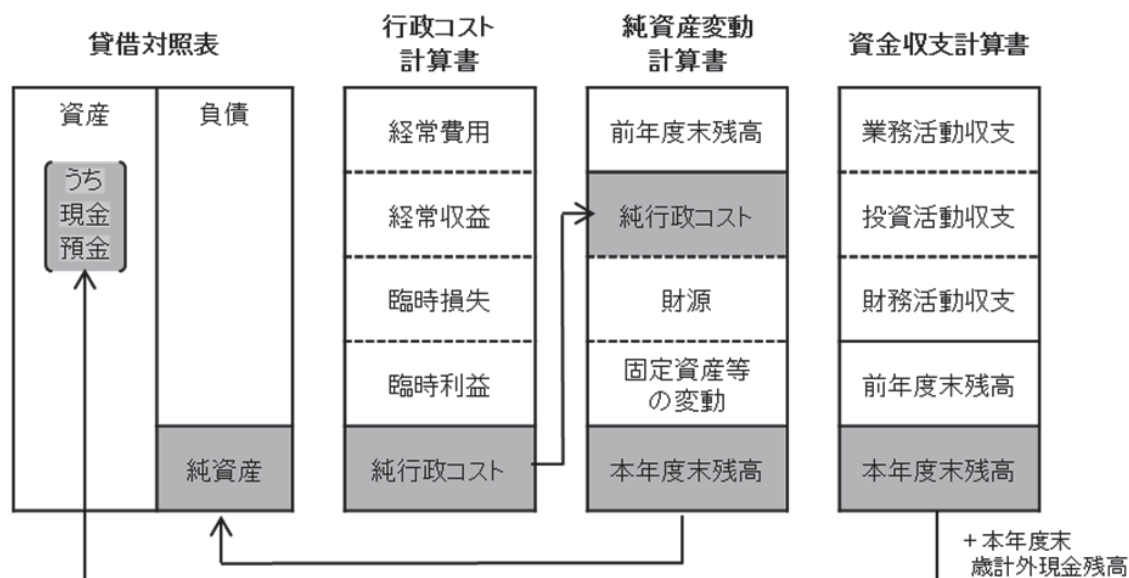 貸借対照表
資産
負債
うち
現金
預金
純資産
行政コスト
計算書
経常費用
経常収益
臨時損失
臨時利益
純行政コスト
純資産変動
計算書
前年度末残高
純行政コスト
財源
固定資産等
の変動
本年度末残高
資金収支計算書
業務活動収支
投資活動収支
財務活動収支
前年度末残高
本年度末残高
+ 本年度末
歳計外現金残高